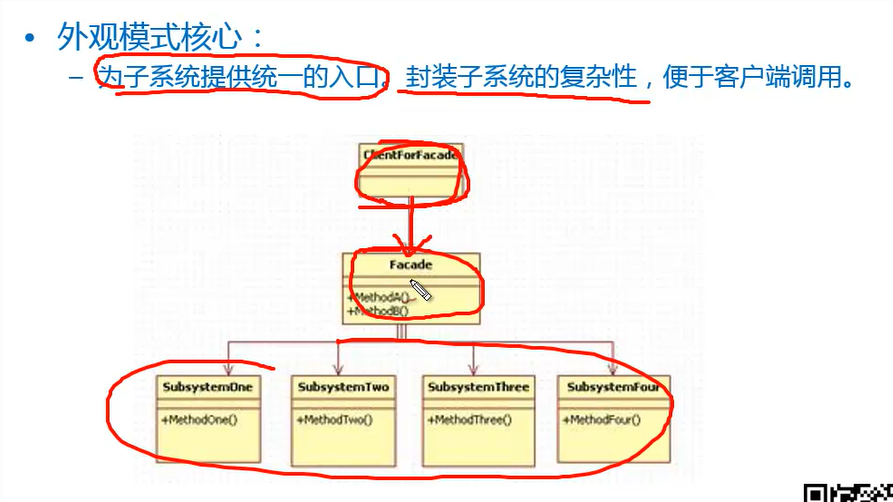 • 外观模式核心：
– 为子系统提供统一的入口。封装子系统的复杂性，便于客户端调用。
ClientForFacade
Facade
+MethodA()
+MethodB()
SubsystemOne
+MethodOne()
SubsystemTwo
+MethodTwo()
SubsystemThree
+MethodThree()
SubsystemFour
+MethodFour()